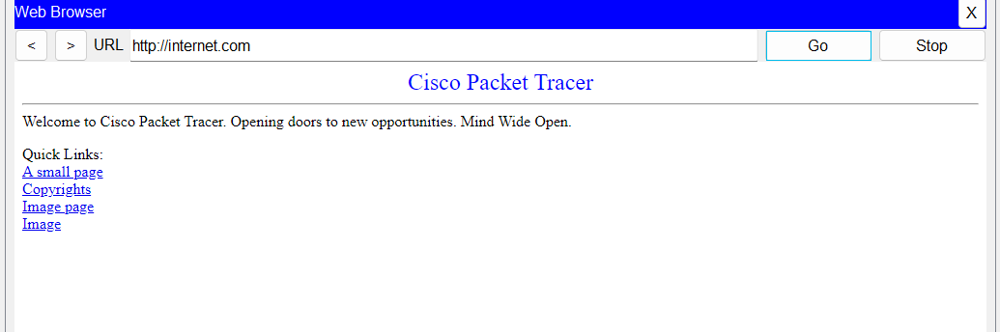 Web Browser
X
< > URL http://internet.com Go Stop
Cisco Packet Tracer
Welcome to Cisco Packet Tracer. Opening doors to new opportunities. Mind Wide Open.
Quick Links:
A small page
Copyrights
Image page
Image